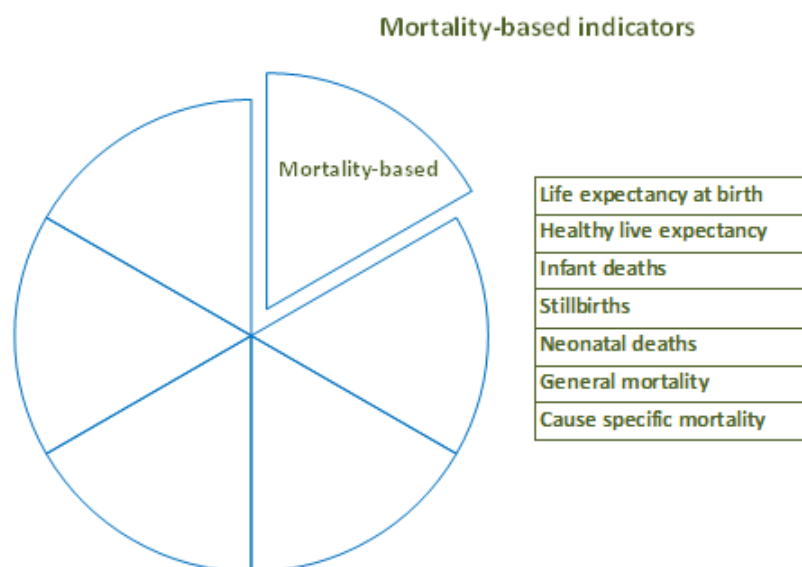 Mortality-based indicators
Mortality-based
Life expectancy at birth
Healthy live expectancy
Infant deaths
Stillbirths
Neonatal deaths
General mortality
Cause specific mortality